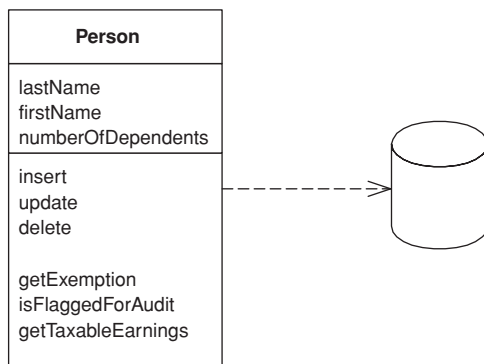 Person
lastName
firstName
numberOfDependents
insert
update
delete
getExemption
isFlaggedForAudit
getTaxableEarnings